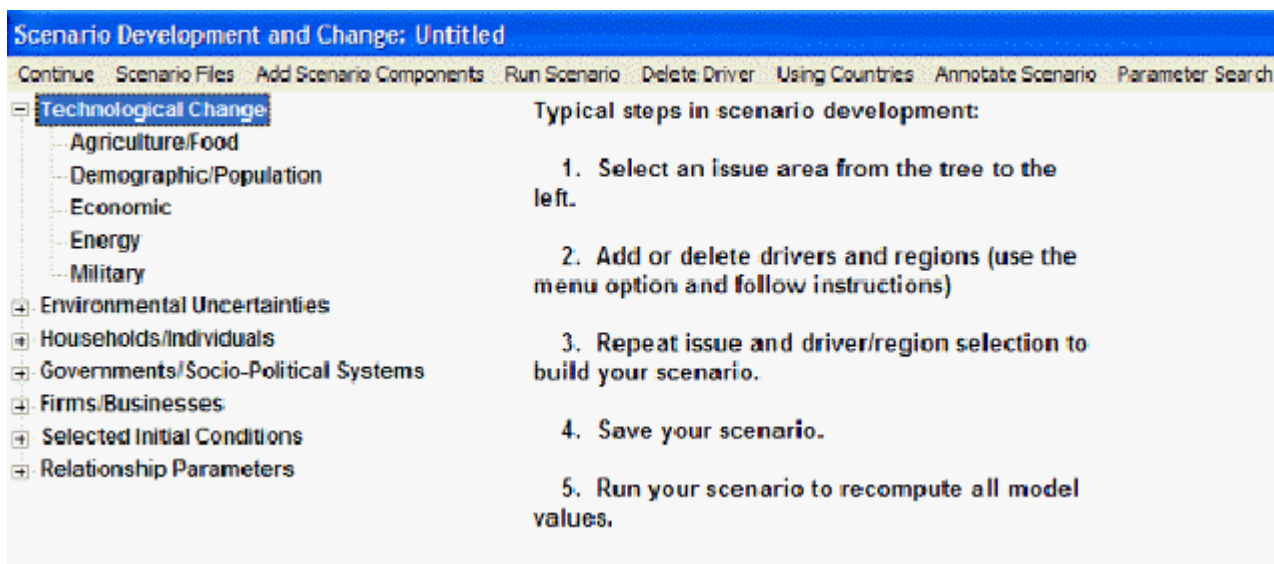 Scenario Development and Change: Untitled
Continue Scenario Files Add Scenario Components Run Scenario Delete Driver Using Countries Annotate Scenario Parameter Search
Technological Change
Agriculture/Food
Demographic/Population
Economic
Energy
Military
Environmental Uncertainties
Households/Individuals
Governments/Socio-Political Systems
Firms/Businesses
Selected Initial Conditions
Relationship Parameters
Typical steps in scenario development:
1. Select an issue area from the tree to the
left.
2. Add or delete drivers and regions (use the
menu option and follow instructions)
3. Repeat issue and driver/region selection to
build your scenario.
4. Save your scenario.
5. Run your scenario to recompute all model
values.